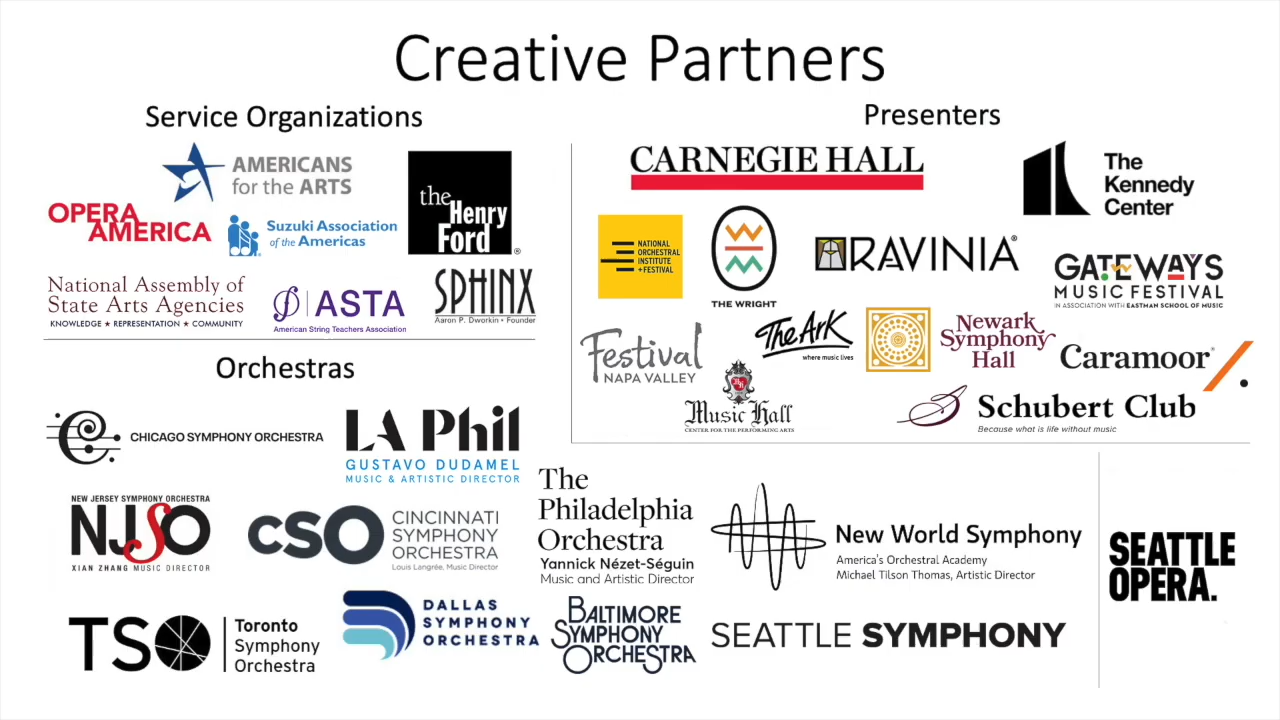 Creative Partners
Service Organizations
AMERICANS
for the ARTS
OPERA
AMERICA
Suzuki Association
of the Americas
the
Henry
Ford
®
National Assembly of
State Arts Agencies
KNOWLEDGE ★ REPRESENTATION ★ COMMUNITY
ASTA
American String Teachers Association
SPHINX
Aaron P. Dworkin • Founder
Presenters
CARNEGIE HALL
The
Kennedy
Center
NATIONAL
ORCHESTRAL
INSTITUTE
+ FESTIVAL
THE WRIGHT
RAVINIA®
GATEWAYS
MUSIC FESTIVAL
IN ASSOCIATION WITH EASTMAN SCHOOL OF MUSIC
Festival
NAPA VALLEY
The Ark
where music lives
Newark
Symphony
Hall
Caramoor
Music Hall
CENTER FOR THE PERFORMING ARTS
Schubert Club
Because what is life without music
Orchestras
CHICAGO SYMPHONY ORCHESTRA
LA Phil
GUSTAVO DUDAMEL
MUSIC & ARTISTIC DIRECTOR
NEW JERSEY SYMPHONY ORCHESTRA
NJSO
XIAN ZHANG MUSIC DIRECTOR
CSO
CINCINNATI
SYMPHONY
ORCHESTRA
Louis Langrée, Music Director
The
Philadelphia
Orchestra
Yannick Nézet-Séguin
Music and Artistic Director
New World Symphony
America's Orchestral Academy
Michael Tilson Thomas, Artistic Director
TSO
Toronto
Symphony
Orchestra
DALLAS
SYMPHONY
ORCHESTRA
BALTIMORE
SYMPHONY
ORCHESTRA
SEATTLE SYMPHONY
SEATTLE
OPERA.